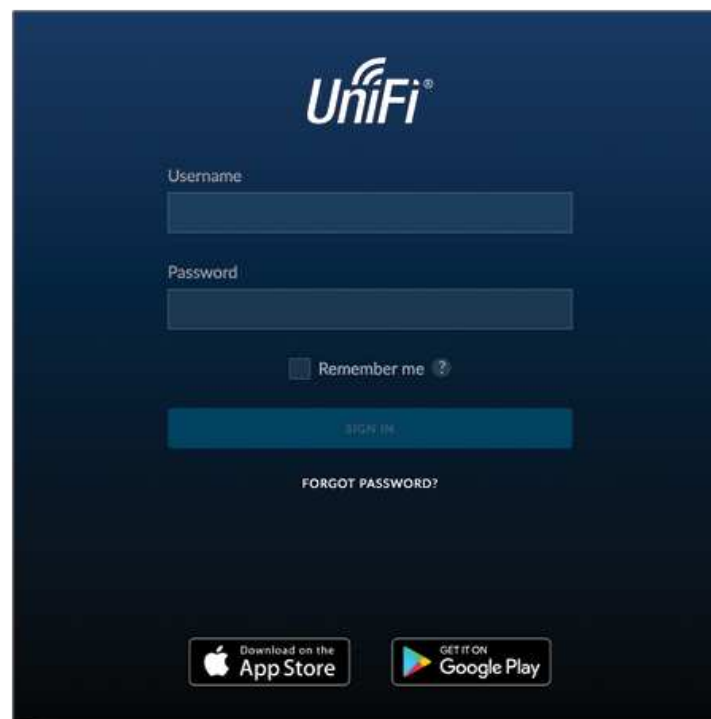 UniFi®
Username
Password
Remember me ?
SIGN IN
FORGOT PASSWORD?
Download on the
App Store
GET IT ON
Google Play